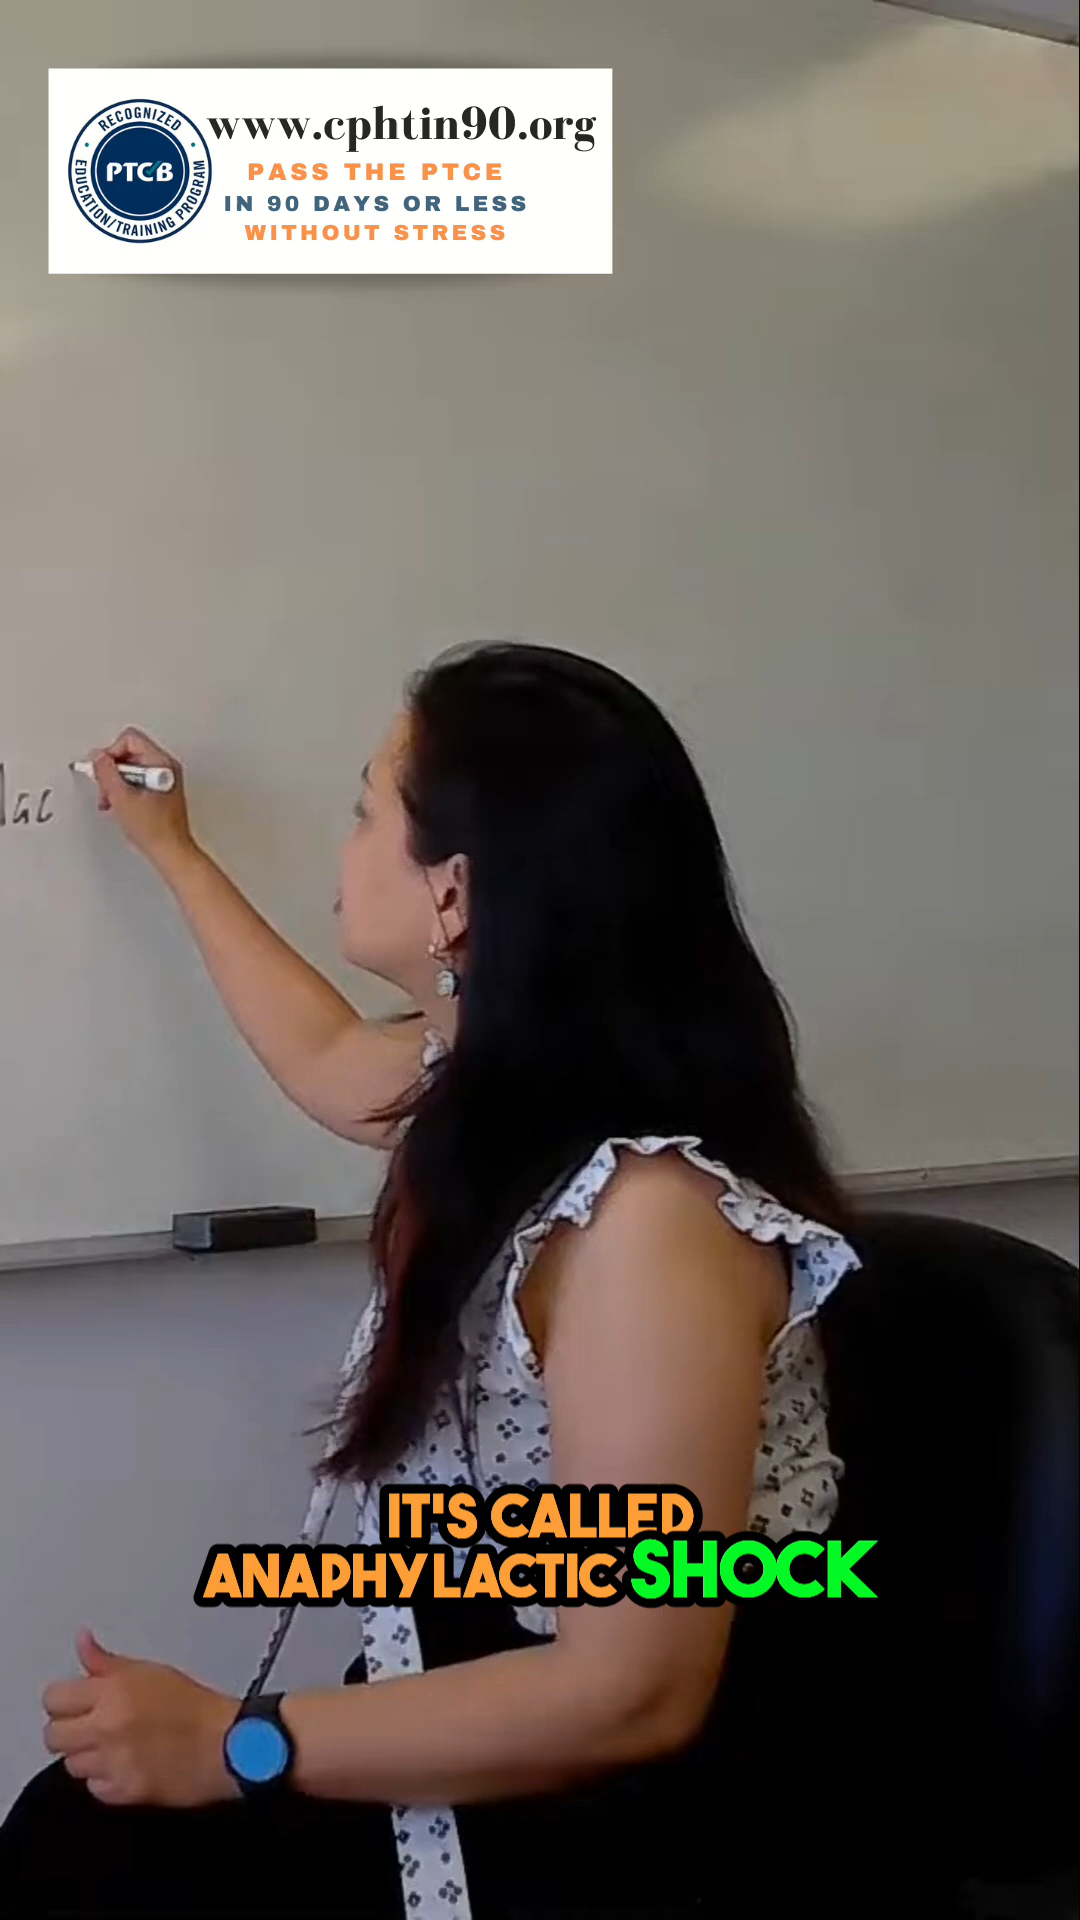 RECOGNIZED
PTCB
EDUCATION/TRAINING PROGRAM
www.cphtin90.org
PASS THE PTCE
IN 90 DAYS OR LESS
WITHOUT STRESS
lac
IT'S CALLED
ANAPHYLACTIC SHOCK